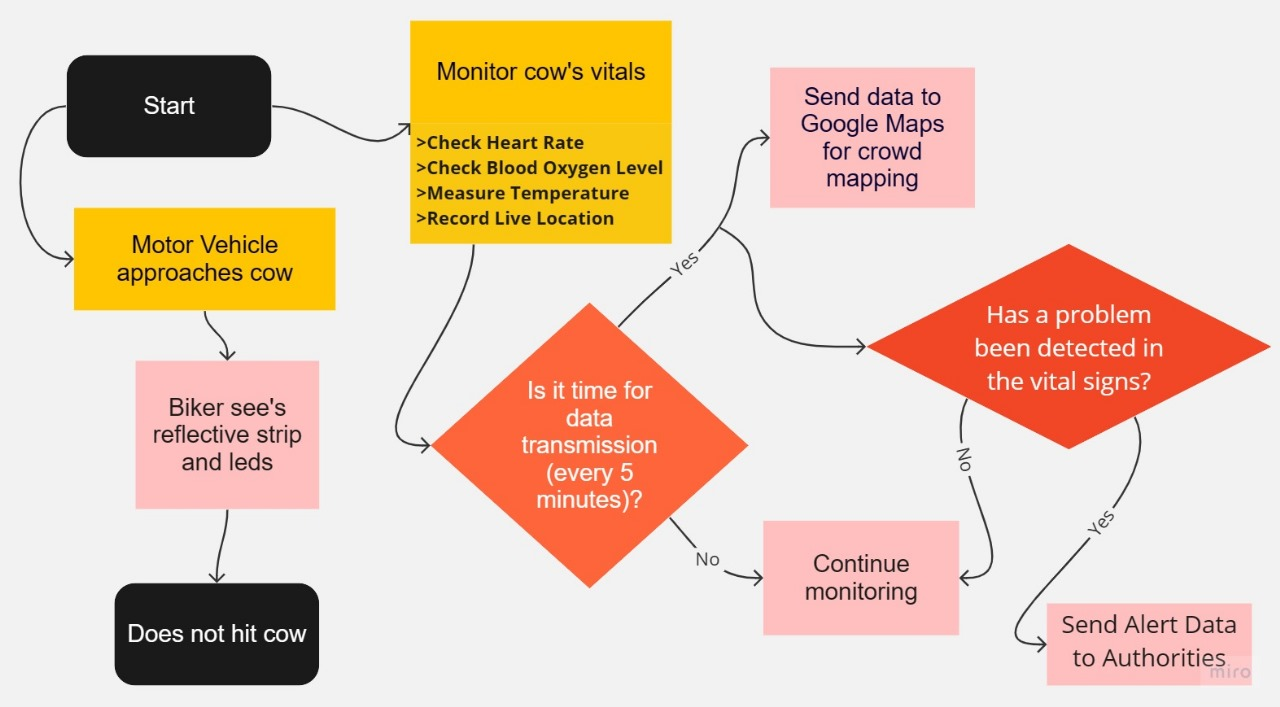 Start
Monitor cow's vitals
>Check Heart Rate
>Check Blood Oxygen Level
>Measure Temperature
>Record Live Location
Send data to
Google Maps
for crowd
mapping
Motor Vehicle
approaches cow
Yes
Has a problem
been detected in
the vital signs?
Biker see's
reflective strip
and leds
Is it time for
data
transmission
(every 5
minutes)?
No
Yes
No
Continue
monitoring
Does not hit cow
Send Alert Data
to Authorities
miro